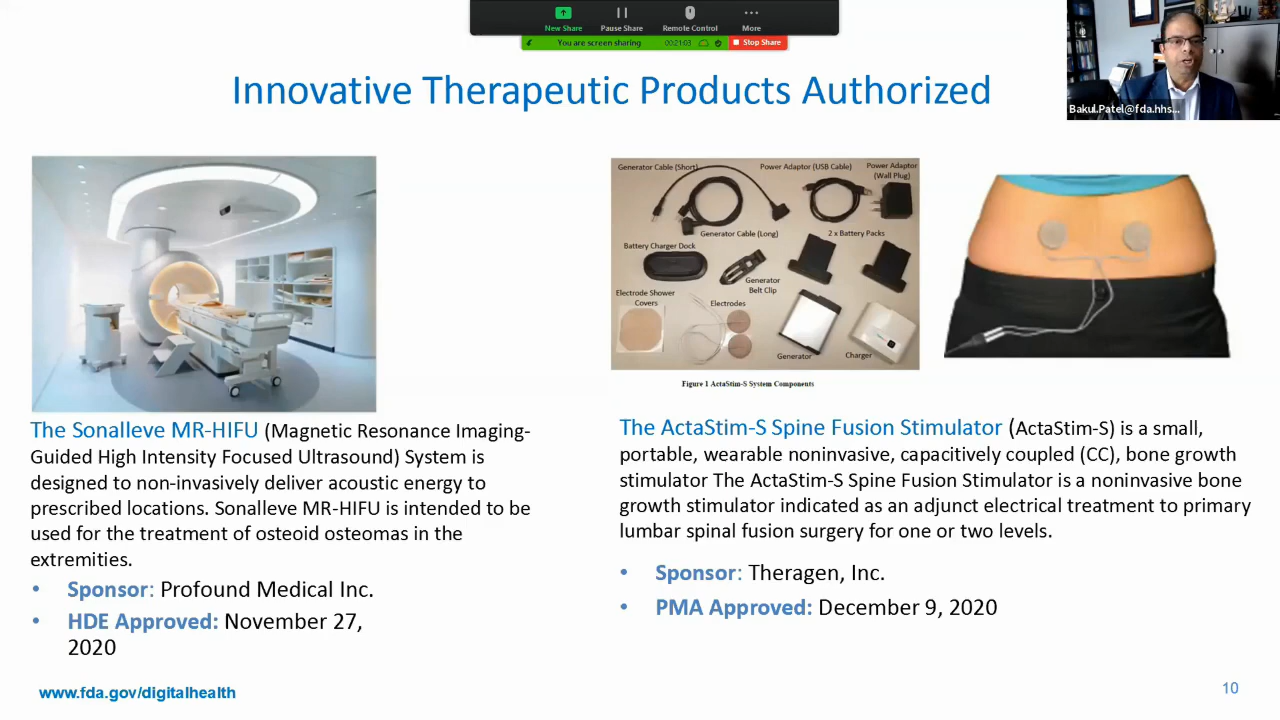 New Share
Pause Share
Remote Control
More
You are screen sharing
00:21:03
Stop Share
Bakul.Patel@fda.hhs...
Innovative Therapeutic Products Authorized
Generator Cable (Short)
Power Adaptor (USB Cable)
Power Adaptor
(Wall Plug)
Generator Cable (Long)
2 x Battery Packs
Battery Charger Dock
Generator
Belt Clip
Electrode Shower
Covers
Electrodes
Generator
Charger
Figure 1 ActaStim-S System Components
The Sonalleve MR-HIFU (Magnetic Resonance Imaging-
Guided High Intensity Focused Ultrasound) System is
designed to non-invasively deliver acoustic energy to
prescribed locations. Sonalleve MR-HIFU is intended to be
used for the treatment of osteoid osteomas in the
extremities.
• Sponsor: Profound Medical Inc.
• HDE Approved: November 27,
2020
The ActaStim-S Spine Fusion Stimulator (ActaStim-S) is a small,
portable, wearable noninvasive, capacitively coupled (CC), bone growth
stimulator The ActaStim-S Spine Fusion Stimulator is a noninvasive bone
growth stimulator indicated as an adjunct electrical treatment to primary
lumbar spinal fusion surgery for one or two levels.
• Sponsor: Theragen, Inc.
• PMA Approved: December 9, 2020
www.fda.gov/digitalhealth
10